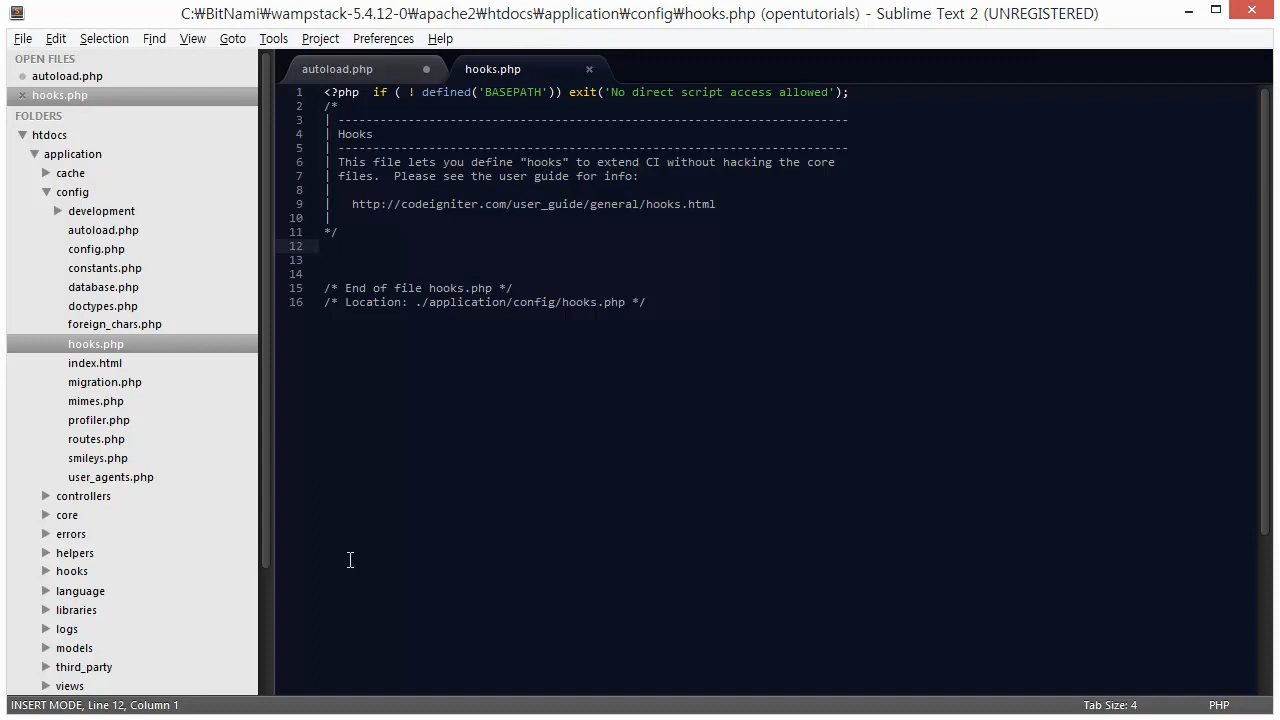 C:₩BitNami₩wampstack-5.4.12-0₩apache2₩htdocs₩application₩config₩hooks.php (opentutorials) - Sublime Text 2 (UNREGISTERED)
File Edit Selection Find View Goto Tools Project Preferences Help
OPEN FILES
autoload.php
hooks.php
FOLDERS
htdocs
application
cache
config
development
autoload.php
config.php
constants.php
database.php
doctypes.php
foreign_chars.php
hooks.php
index.html
migration.php
mimes.php
profiler.php
routes.php
smileys.php
user_agents.php
controllers
core
errors
helpers
hooks
language
libraries
logs
models
third_party
views
autoload.php hooks.php
1 <?php  if ( ! defined('BASEPATH')) exit('No direct script access allowed');
2 /*
3 | -------------------------------------------------------------------------
4 | Hooks
5 | -------------------------------------------------------------------------
6 | This file lets you define "hooks" to extend CI without hacking the core
7 | files.  Please see the user guide for info:
8 |
9 |   http://codeigniter.com/user_guide/general/hooks.html
10 |
11 */
12
13
14
15 /* End of file hooks.php */
16 /* Location: ./application/config/hooks.php */
INSERT MODE, Line 12, Column 1 Tab Size: 4 PHP